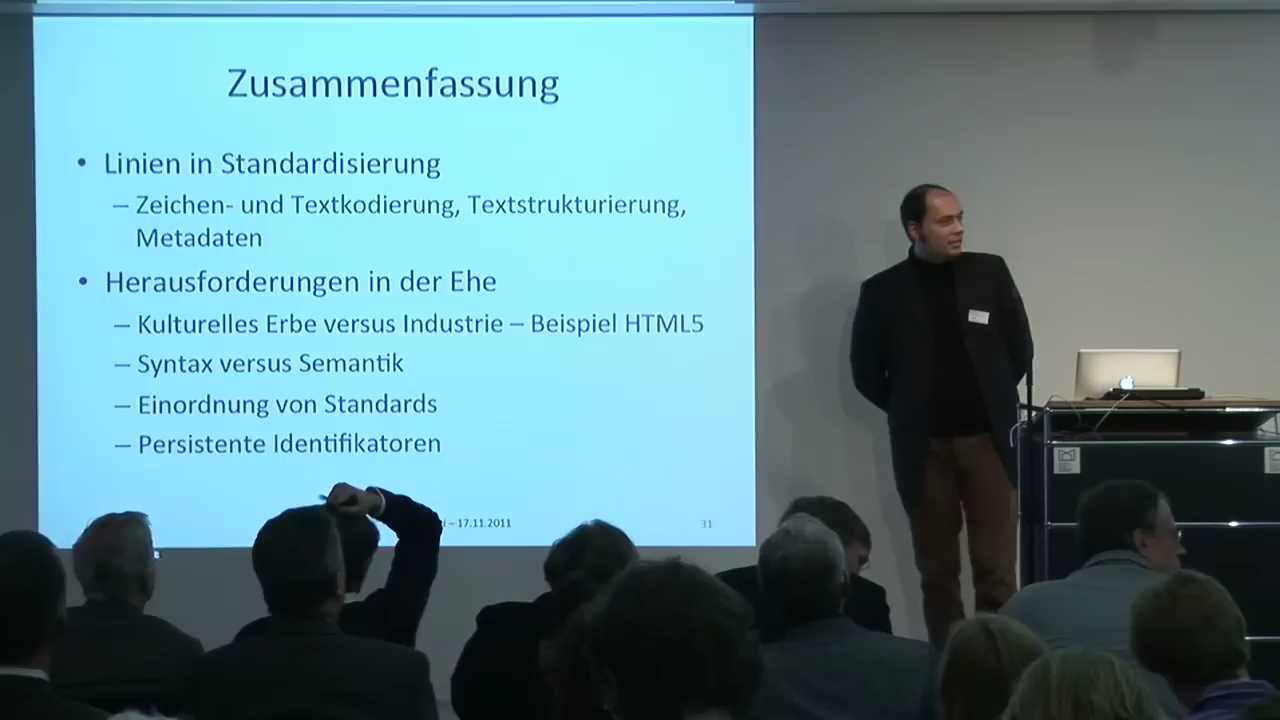 Zusammenfassung
• Linien in Standardisierung
– Zeichen- und Textkodierung, Textstrukturierung,
Metadaten
• Herausforderungen in der Ehe
– Kulturelles Erbe versus Industrie – Beispiel HTML5
– Syntax versus Semantik
– Einordnung von Standards
– Persistente Identifikatoren
– 17.11.2011
31